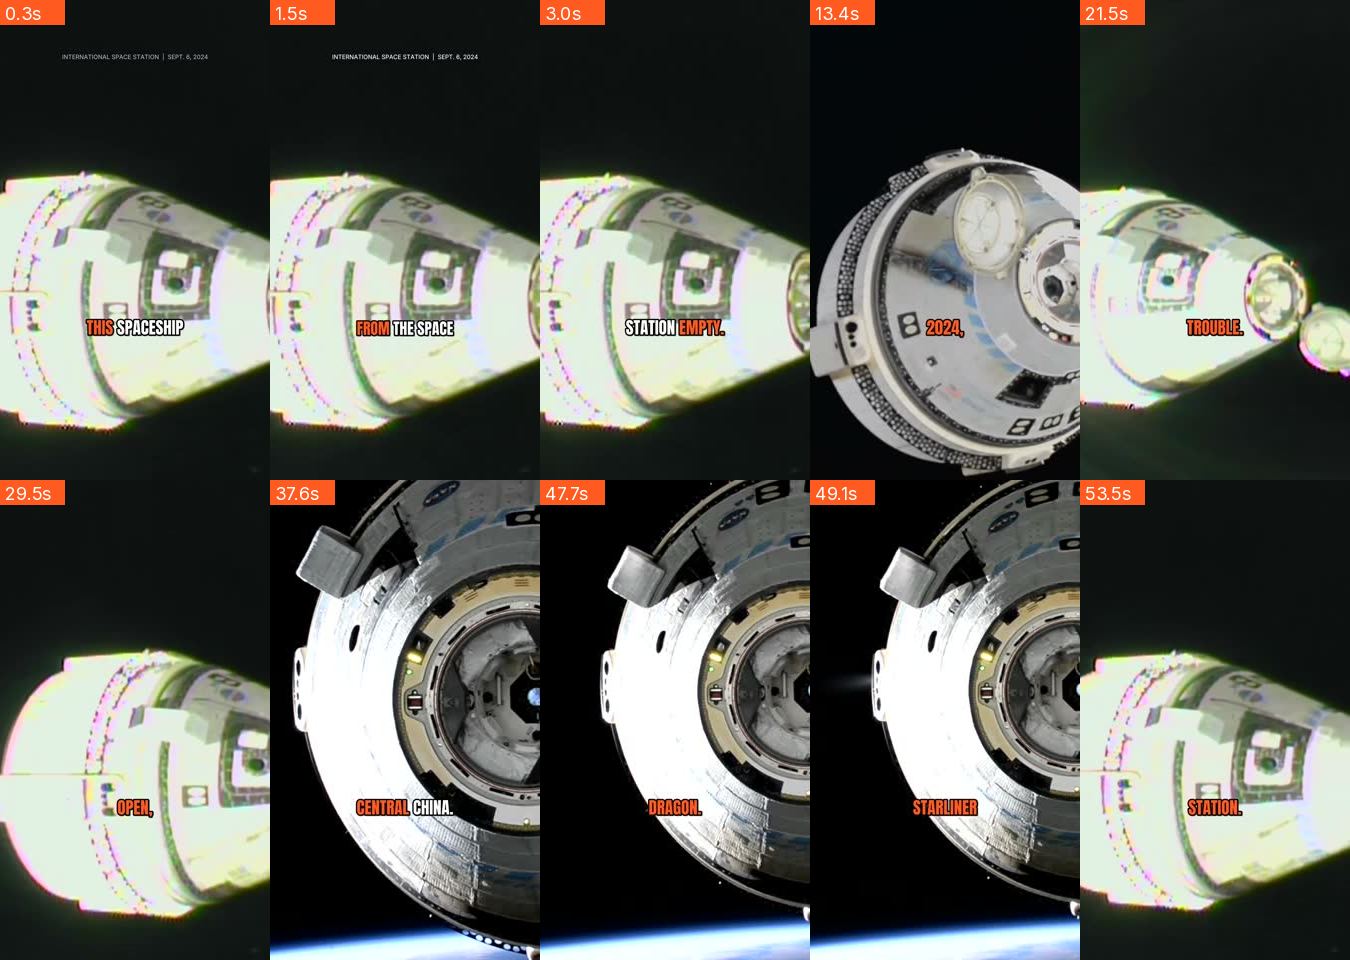 0.3s
INTERNATIONAL SPACE STATION | SEPT. 6, 2024
THIS SPACESHIP
1.5s
INTERNATIONAL SPACE STATION | SEPT. 6, 2024
FROM THE SPACE
3.0s
STATION EMPTY.
13.4s
2024,
21.5s
TROUBLE.
29.5s
OPEN,
37.6s
CENTRAL CHINA.
47.7s
DRAGON.
49.1s
STARLINER
53.5s
STATION.